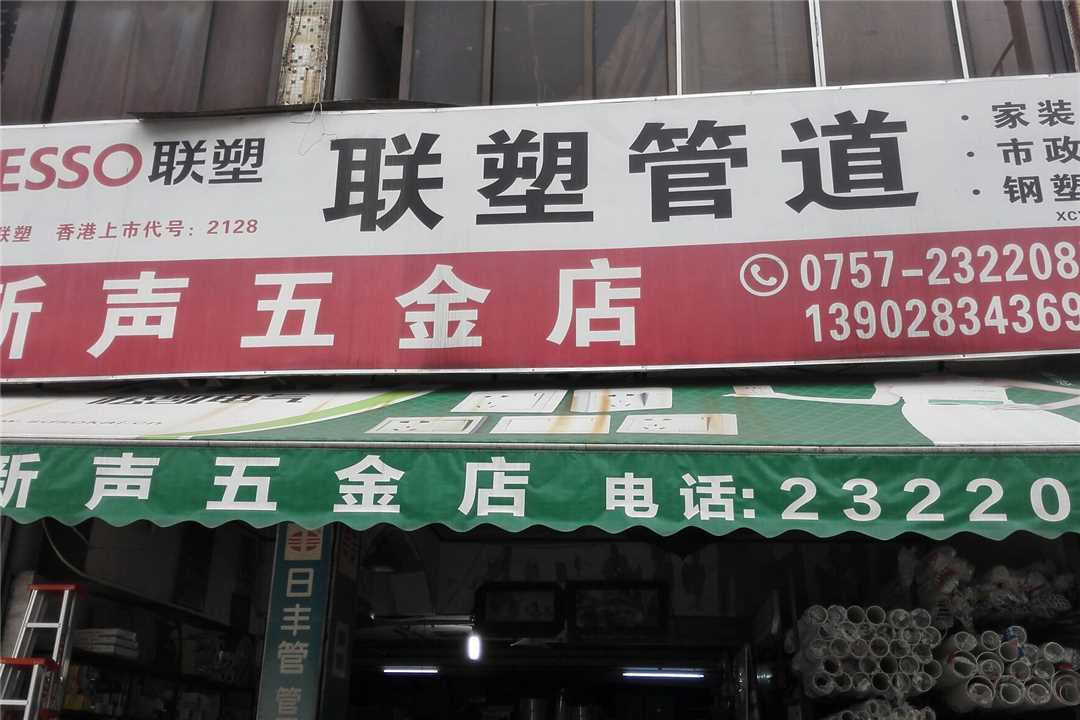 ESSO联塑
联塑 香港上市代号：2128
联塑管道
· 家装
· 市政
· 钢塑
XC
新声五金店
0757-232208
13902834369
新声五金店 电话:23220
日丰管 管